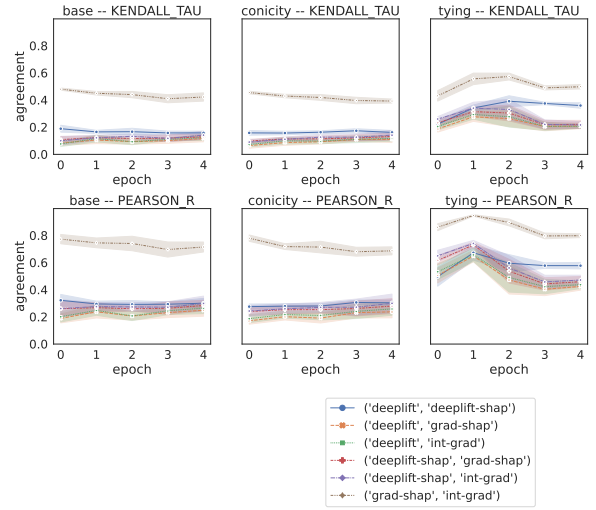 base -- KENDALL_TAU
conicity -- KENDALL_TAU
tying -- KENDALL_TAU
agreement
0.8
0.6
0.4
0.2
0.0
0 1 2 3 4
0 1 2 3 4
0 1 2 3 4
epoch
epoch
epoch
base -- PEARSON_R
conicity -- PEARSON_R
tying -- PEARSON_R
agreement
0.8
0.6
0.4
0.2
0.0
0 1 2 3 4
0 1 2 3 4
0 1 2 3 4
epoch
epoch
epoch
('deeplift', 'deeplift-shap')
('deeplift', 'grad-shap')
('deeplift', 'int-grad')
('deeplift-shap', 'grad-shap')
('deeplift-shap', 'int-grad')
('grad-shap', 'int-grad')